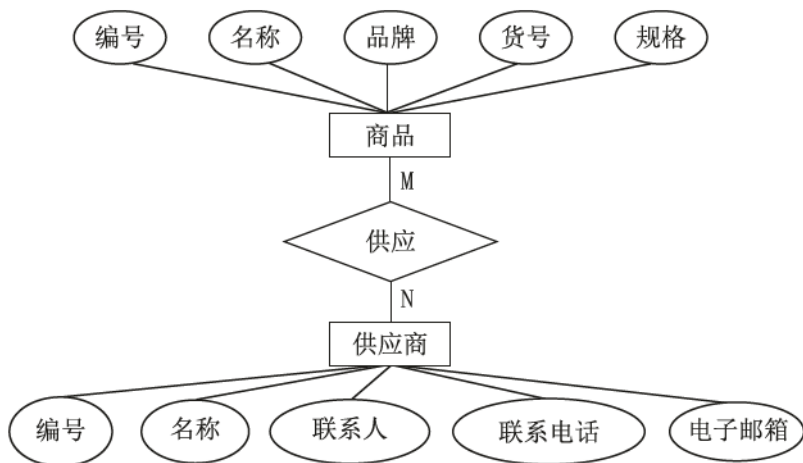 编号 名称 品牌 货号 规格
商品
M
供应
N
供应商
编号 名称 联系人 联系电话 电子邮箱